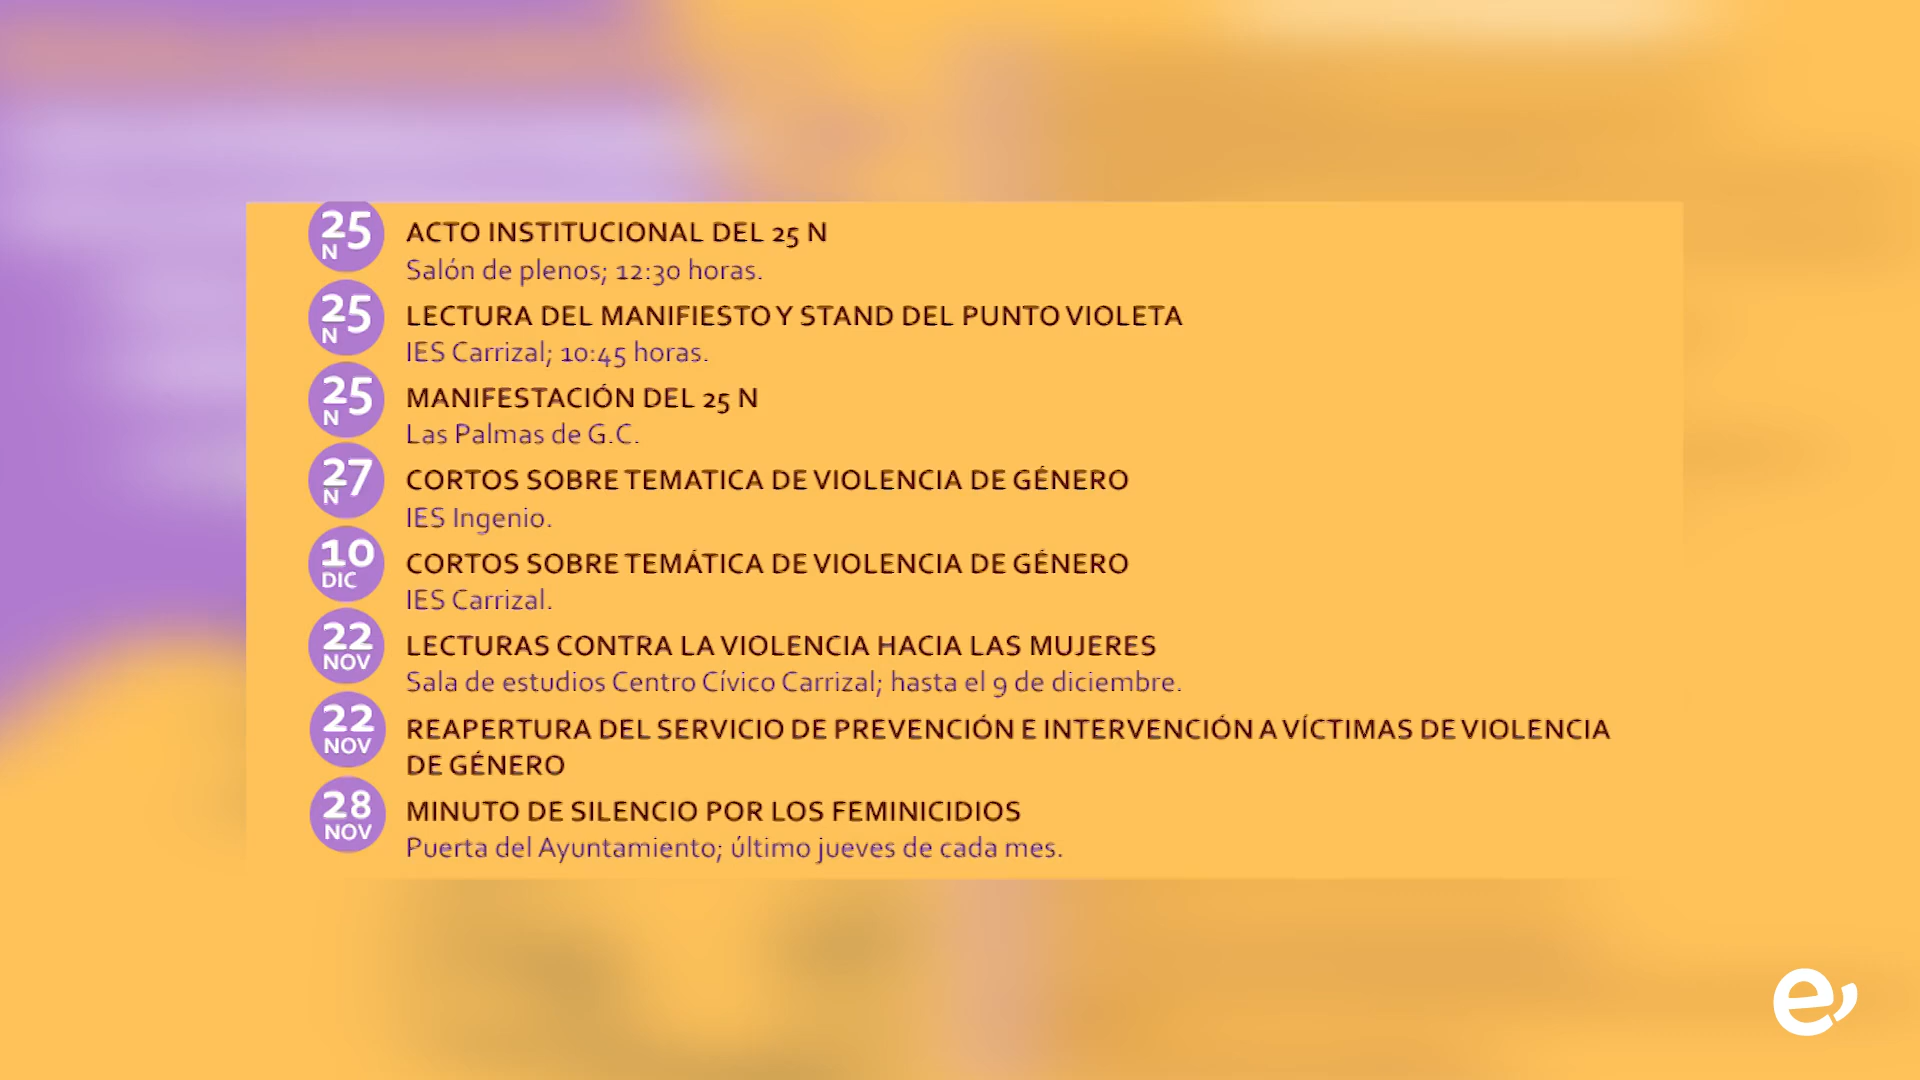 25
N
ACTO INSTITUCIONAL DEL 25 N
Salón de plenos; 12:30 horas.
25
N
LECTURA DEL MANIFIESTO Y STAND DEL PUNTO VIOLETA
IES Carrizal; 10:45 horas.
25
N
MANIFESTACIÓN DEL 25 N
Las Palmas de G.C.
27
N
CORTOS SOBRE TEMATICA DE VIOLENCIA DE GÉNERO
IES Ingenio.
10
DIC
CORTOS SOBRE TEMÁTICA DE VIOLENCIA DE GÉNERO
IES Carrizal.
22
NOV
LECTURAS CONTRA LA VIOLENCIA HACIA LAS MUJERES
Sala de estudios Centro Cívico Carrizal; hasta el 9 de diciembre.
22
NOV
REAPERTURA DEL SERVICIO DE PREVENCIÓN E INTERVENCIÓN A VÍCTIMAS DE VIOLENCIA
DE GÉNERO
28
NOV
MINUTO DE SILENCIO POR LOS FEMINICIDIOS
Puerta del Ayuntamiento; último jueves de cada mes.
e